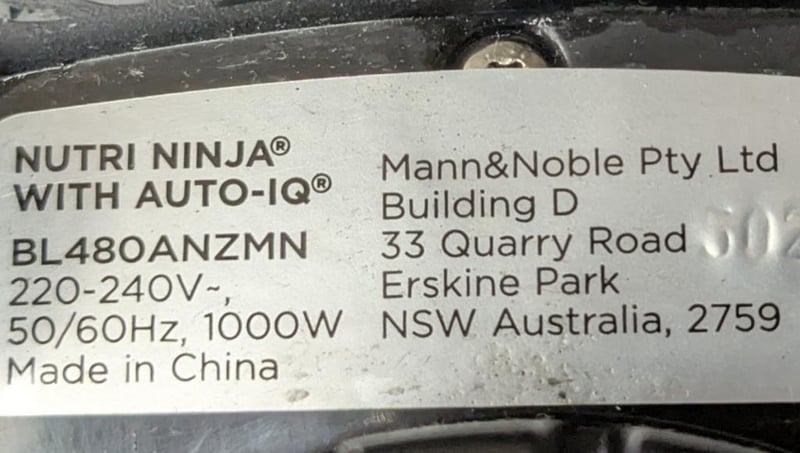 NUTRI NINJA®
WITH AUTO-IQ®
BL480ANZMN
220-240V~,
50/60Hz, 1000W
Made in China
Mann&Noble Pty Ltd
Building D
33 Quarry Road
Erskine Park
NSW Australia, 2759